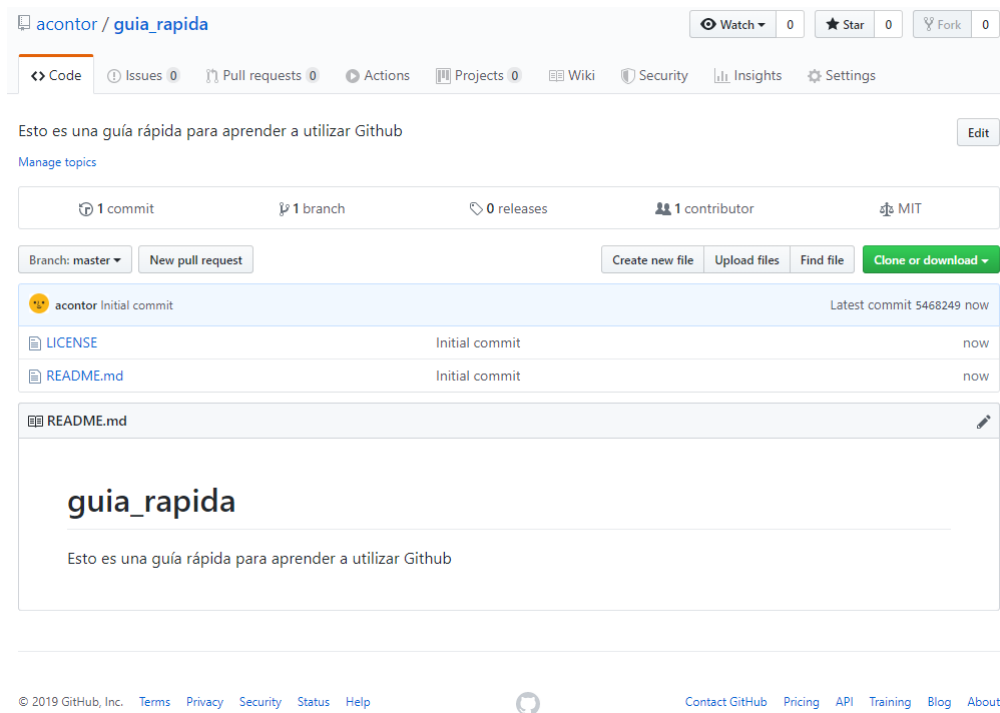 acontor / guia_rapida Watch 0 Star 0 Fork 0
Code Issues 0 Pull requests 0 Actions Projects 0 Wiki Security Insights Settings
Esto es una guía rápida para aprender a utilizar Github Edit
Manage topics
1 commit 1 branch 0 releases 1 contributor MIT
Branch: master New pull request Create new file Upload files Find file Clone or download
acontor Initial commit Latest commit 5468249 now
LICENSE Initial commit now
README.md Initial commit now
README.md
guia_rapida
Esto es una guía rápida para aprender a utilizar Github
© 2019 GitHub, Inc. Terms Privacy Security Status Help Contact GitHub Pricing API Training Blog About